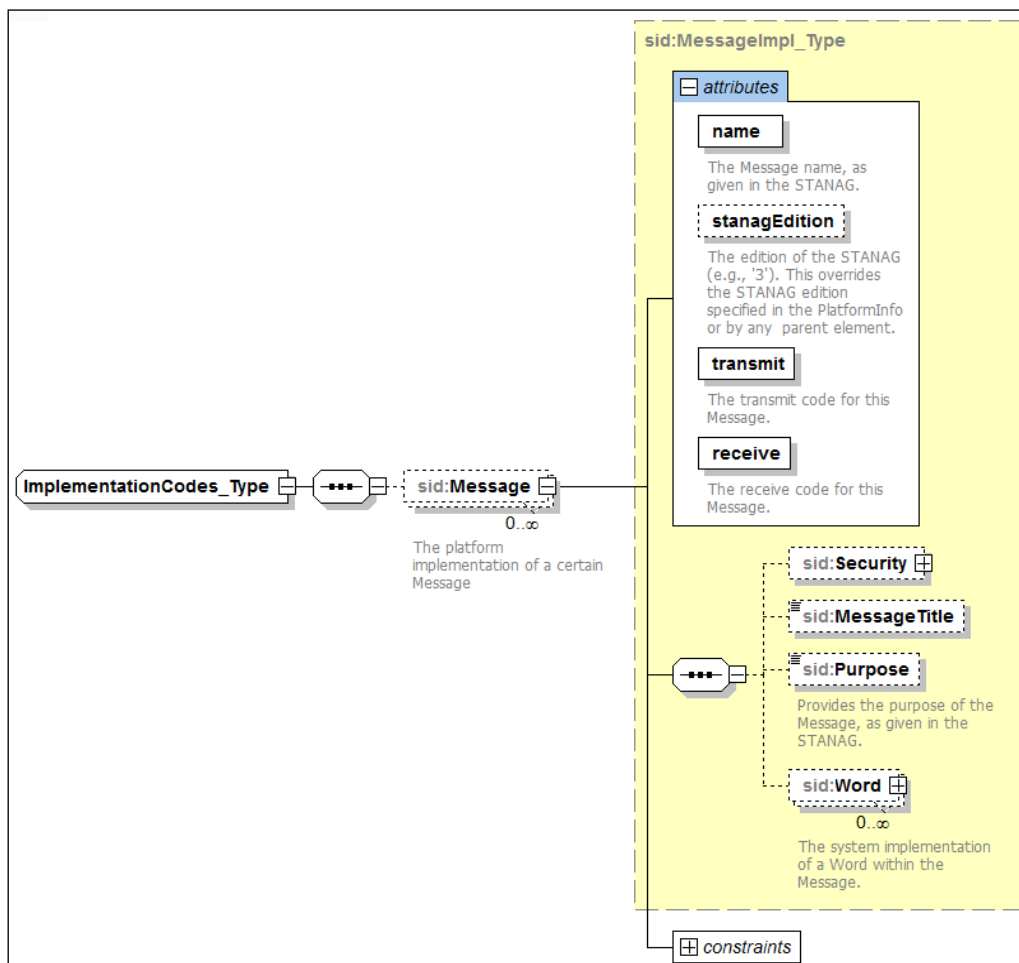 sid:MessageImpl_Type
attributes
name
The Message name, as
given in the STANAG.
stanagEdition
The edition of the STANAG
(e.g., '3'). This overrides
the STANAG edition
specified in the PlatformInfo
or by any parent element.
transmit
The transmit code for this
Message.
receive
The receive code for this
Message.
ImplementationCodes_Type
sid:Message
0..∞
The platform
implementation of a certain
Message
sid:Security
sid:MessageTitle
sid:Purpose
Provides the purpose of the
Message, as given in the
STANAG.
sid:Word
0..∞
The system implementation
of a Word within the
Message.
constraints